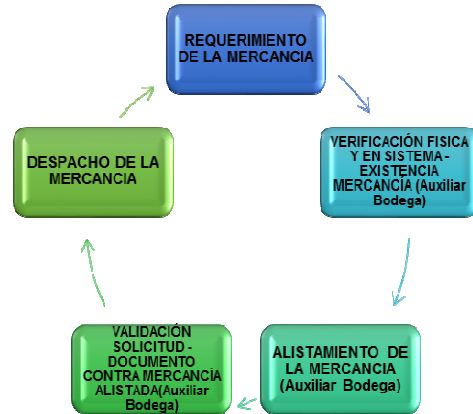 REQUERIMIENTO
DE LA MERCANCIA
VERIFICACIÓN FISICA
Y EN SISTEMA -
EXISTENCIA
MERCANCÍA (Auxiliar
Bodega)
ALISTAMIENTO DE
LA MERCANCIA
(Auxiliar Bodega)
VALIDACIÓN
SOLICITUD -
DOCUMENTO
CONTRA MERCANCIA
ALISTADA(Auxiliar
Bodega)
DESPACHO DE LA
MERCANCIA